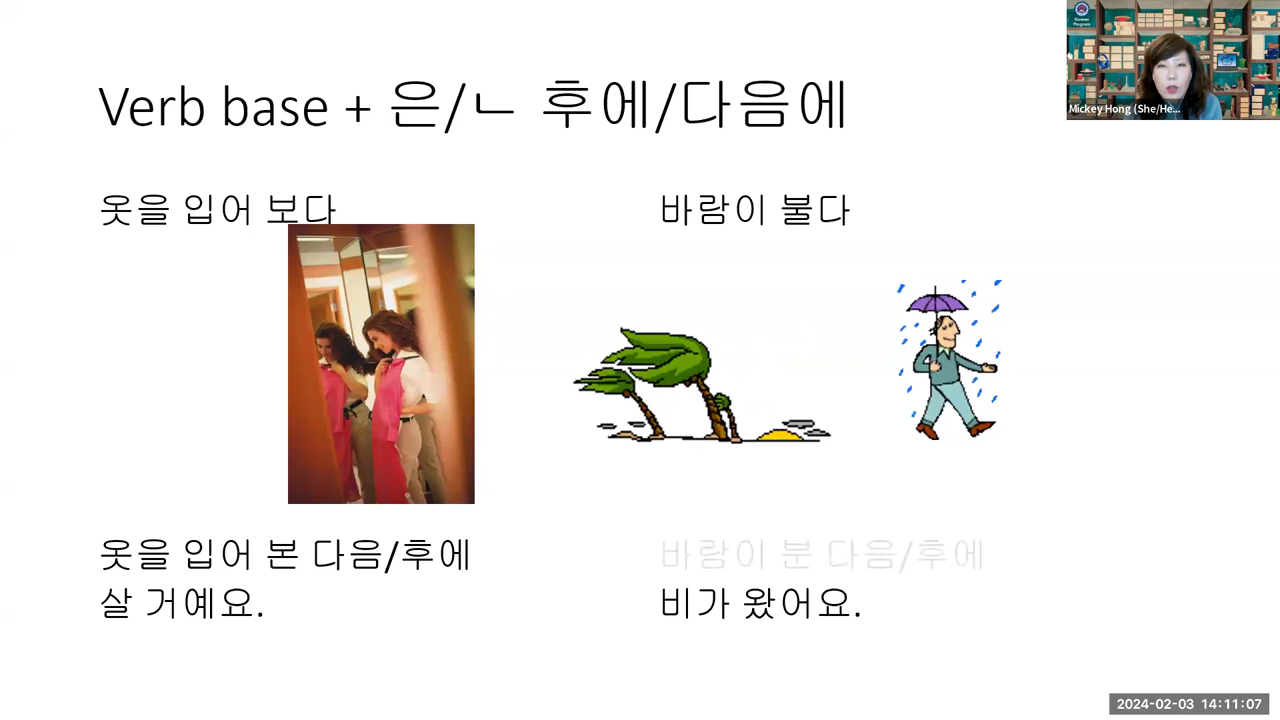 Verb base + 은/ㄴ 후에/다음에
Korean
Program
Mickey Hong (She/He...
옷을 입어 보다
바람이 불다
옷을 입어 본 다음/후에
살 거예요.
바람이 분 다음/후에
비가 왔어요.
2024-02-03 14:11:07